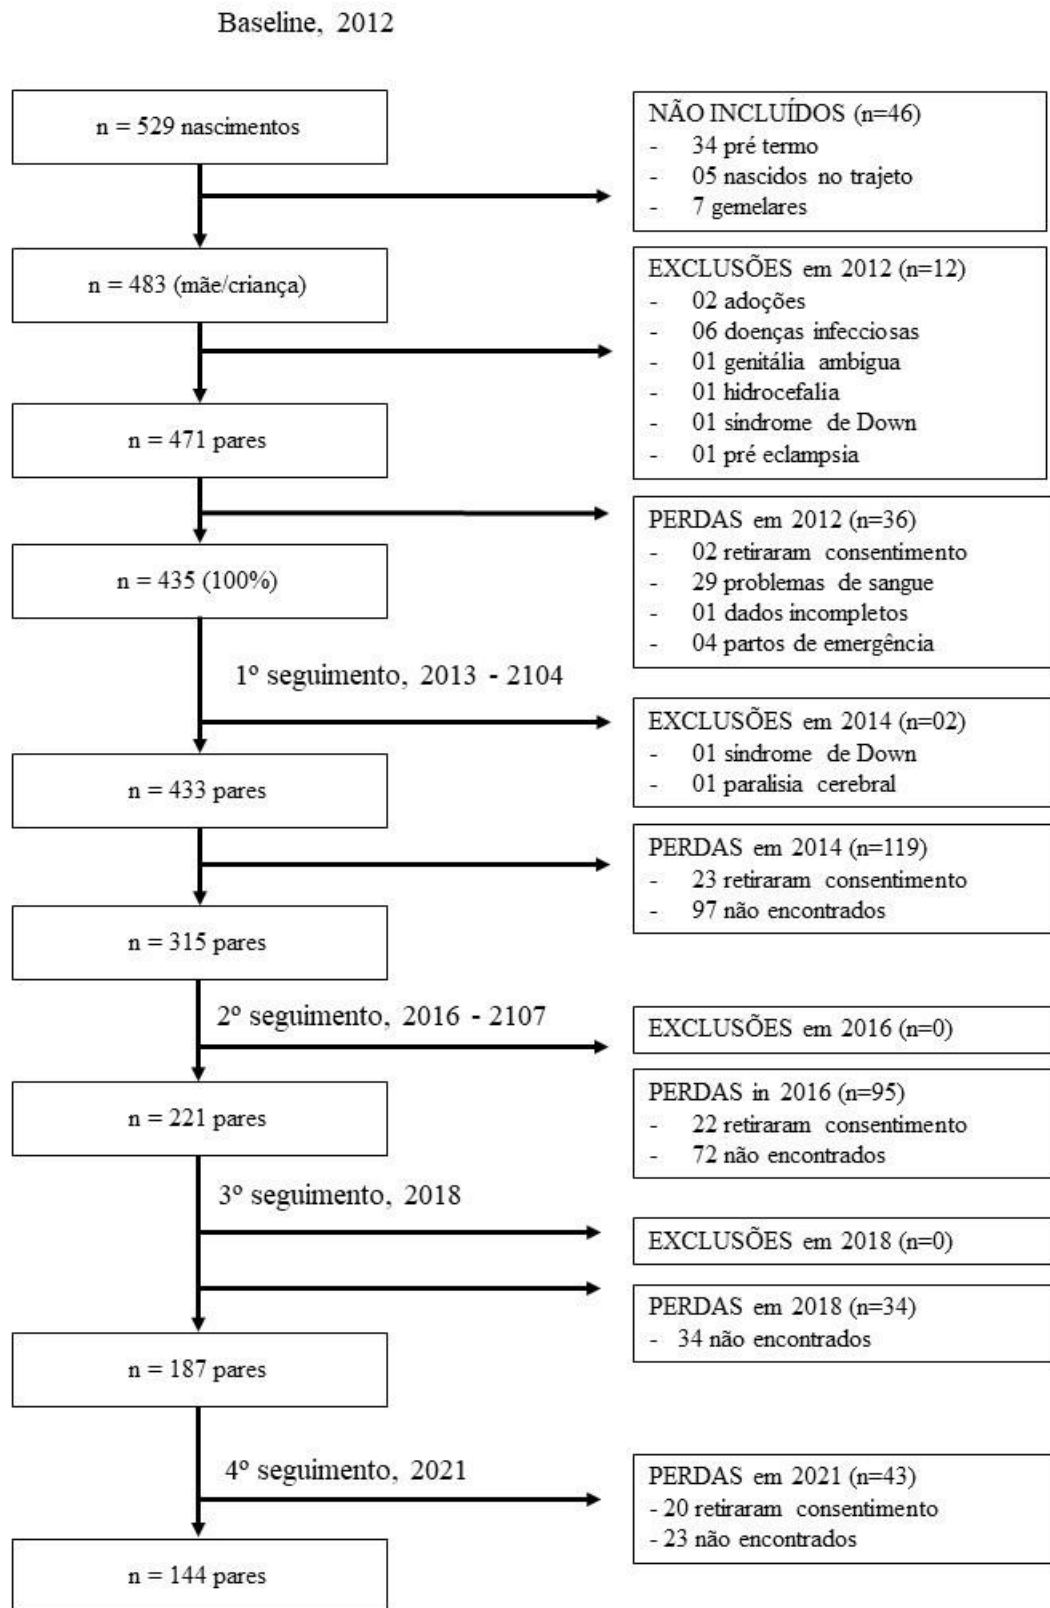 Baseline, 2012
n = 529 nascimentos
NÃO INCLUÍDOS (n=46)
- 34 pré termo
- 05 nascidos no trajeto
- 7 gemelares
n = 483 (mãe/criança)
EXCLUSÕES em 2012 (n=12)
- 02 adoções
- 06 doenças infecciosas
- 01 genitália ambígua
- 01 hidrocefalia
- 01 síndrome de Down
- 01 pré eclampsia
n = 471 pares
PERDAS em 2012 (n=36)
- 02 retiraram consentimento
- 29 problemas de sangue
- 01 dados incompletos
- 04 partos de emergência
n = 435 (100%)
1º seguimento, 2013 - 2104
EXCLUSÕES em 2014 (n=02)
- 01 síndrome de Down
- 01 paralisia cerebral
n = 433 pares
PERDAS em 2014 (n=119)
- 23 retiraram consentimento
- 97 não encontrados
n = 315 pares
2º seguimento, 2016 - 2107
EXCLUSÕES em 2016 (n=0)
n = 221 pares
PERDAS in 2016 (n=95)
- 22 retiraram consentimento
- 72 não encontrados
3º seguimento, 2018
EXCLUSÕES em 2018 (n=0)
PERDAS em 2018 (n=34)
- 34 não encontrados
n = 187 pares
4º seguimento, 2021
PERDAS em 2021 (n=43)
- 20 retiraram consentimento
- 23 não encontrados
n = 144 pares